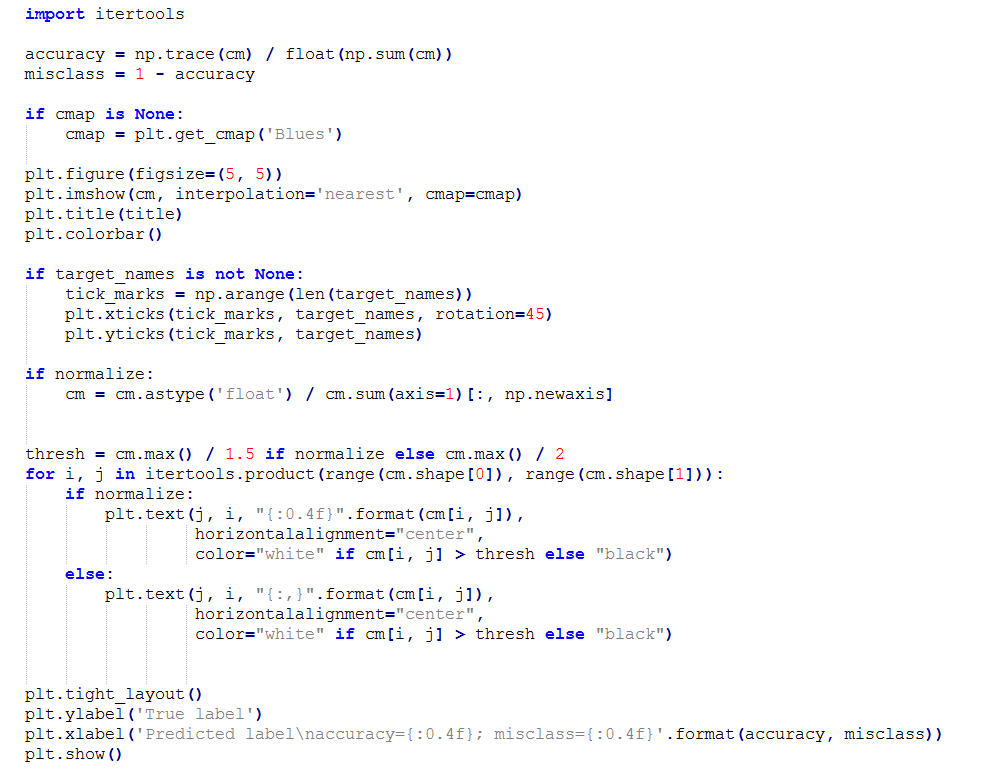 import itertools

accuracy = np.trace(cm) / float(np.sum(cm))
misclass = 1 - accuracy

if cmap is None:
    cmap = plt.get_cmap('Blues')

plt.figure(figsize=(5, 5))
plt.imshow(cm, interpolation='nearest', cmap=cmap)
plt.title(title)
plt.colorbar()

if target_names is not None:
    tick_marks = np.arange(len(target_names))
    plt.xticks(tick_marks, target_names, rotation=45)
    plt.yticks(tick_marks, target_names)

if normalize:
    cm = cm.astype('float') / cm.sum(axis=1)[:, np.newaxis]


thresh = cm.max() / 1.5 if normalize else cm.max() / 2
for i, j in itertools.product(range(cm.shape[0]), range(cm.shape[1])):
    if normalize:
        plt.text(j, i, "{:0.4f}".format(cm[i, j]),
                 horizontalalignment="center",
                 color="white" if cm[i, j] > thresh else "black")
    else:
        plt.text(j, i, "{:,}".format(cm[i, j]),
                 horizontalalignment="center",
                 color="white" if cm[i, j] > thresh else "black")


plt.tight_layout()
plt.ylabel('True label')
plt.xlabel('Predicted label\naccuracy={:0.4f}; misclass={:0.4f}'.format(accuracy, misclass))
plt.show()